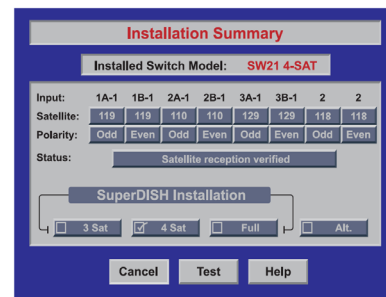 Installation Summary
Installed Switch Model: SW21 4-SAT
Input: 1A-1 1B-1 2A-1 2B-1 3A-1 3B-1 2 2
Satellite: 119 119 110 110 129 129 118 118
Polarity: Odd Even Odd Even Odd Even Odd Even
Status: Satellite reception verified
SuperDISH Installation
3 Sat 4 Sat Full Alt.
Cancel Test Help